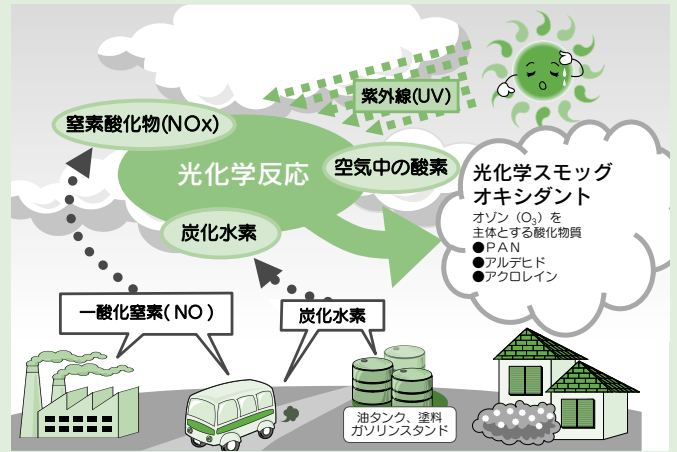 紫外線(UV)
窒素酸化物(NOx)
光化学反応
空気中の酸素
炭化水素
光化学スモッグ
オキシダント
オゾン（O₃）を
主体とする酸化物質
●ＰＡＮ
●アルデヒド
●アクロレイン
一酸化窒素( NO )
炭化水素
油タンク、塗料
ガソリンスタンド